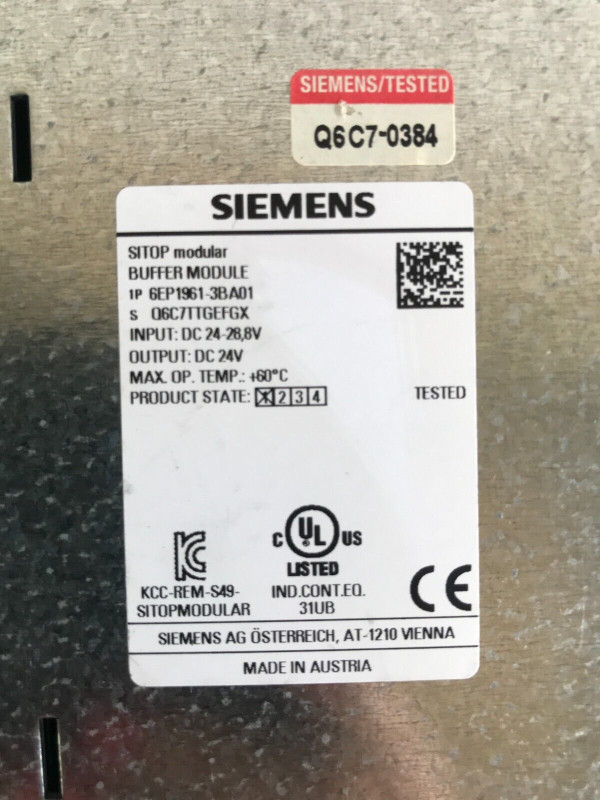 SIEMENS/TESTED
Q6C7-0384
SIEMENS
SITOP modular
BUFFER MODULE
1P 6EP1961-3BA01
S Q6C7TTGEFGX
INPUT: DC 24-28,8V
OUTPUT: DC 24V
MAX. OP. TEMP.: +60°C
PRODUCT STATE: X 2 3 4
TESTED
C UL US
LISTED
KCC-REM-S49-
SITOPMODULAR
IND.CONT.EQ.
31UB
CE
SIEMENS AG ÖSTERREICH, AT-1210 VIENNA
MADE IN AUSTRIA